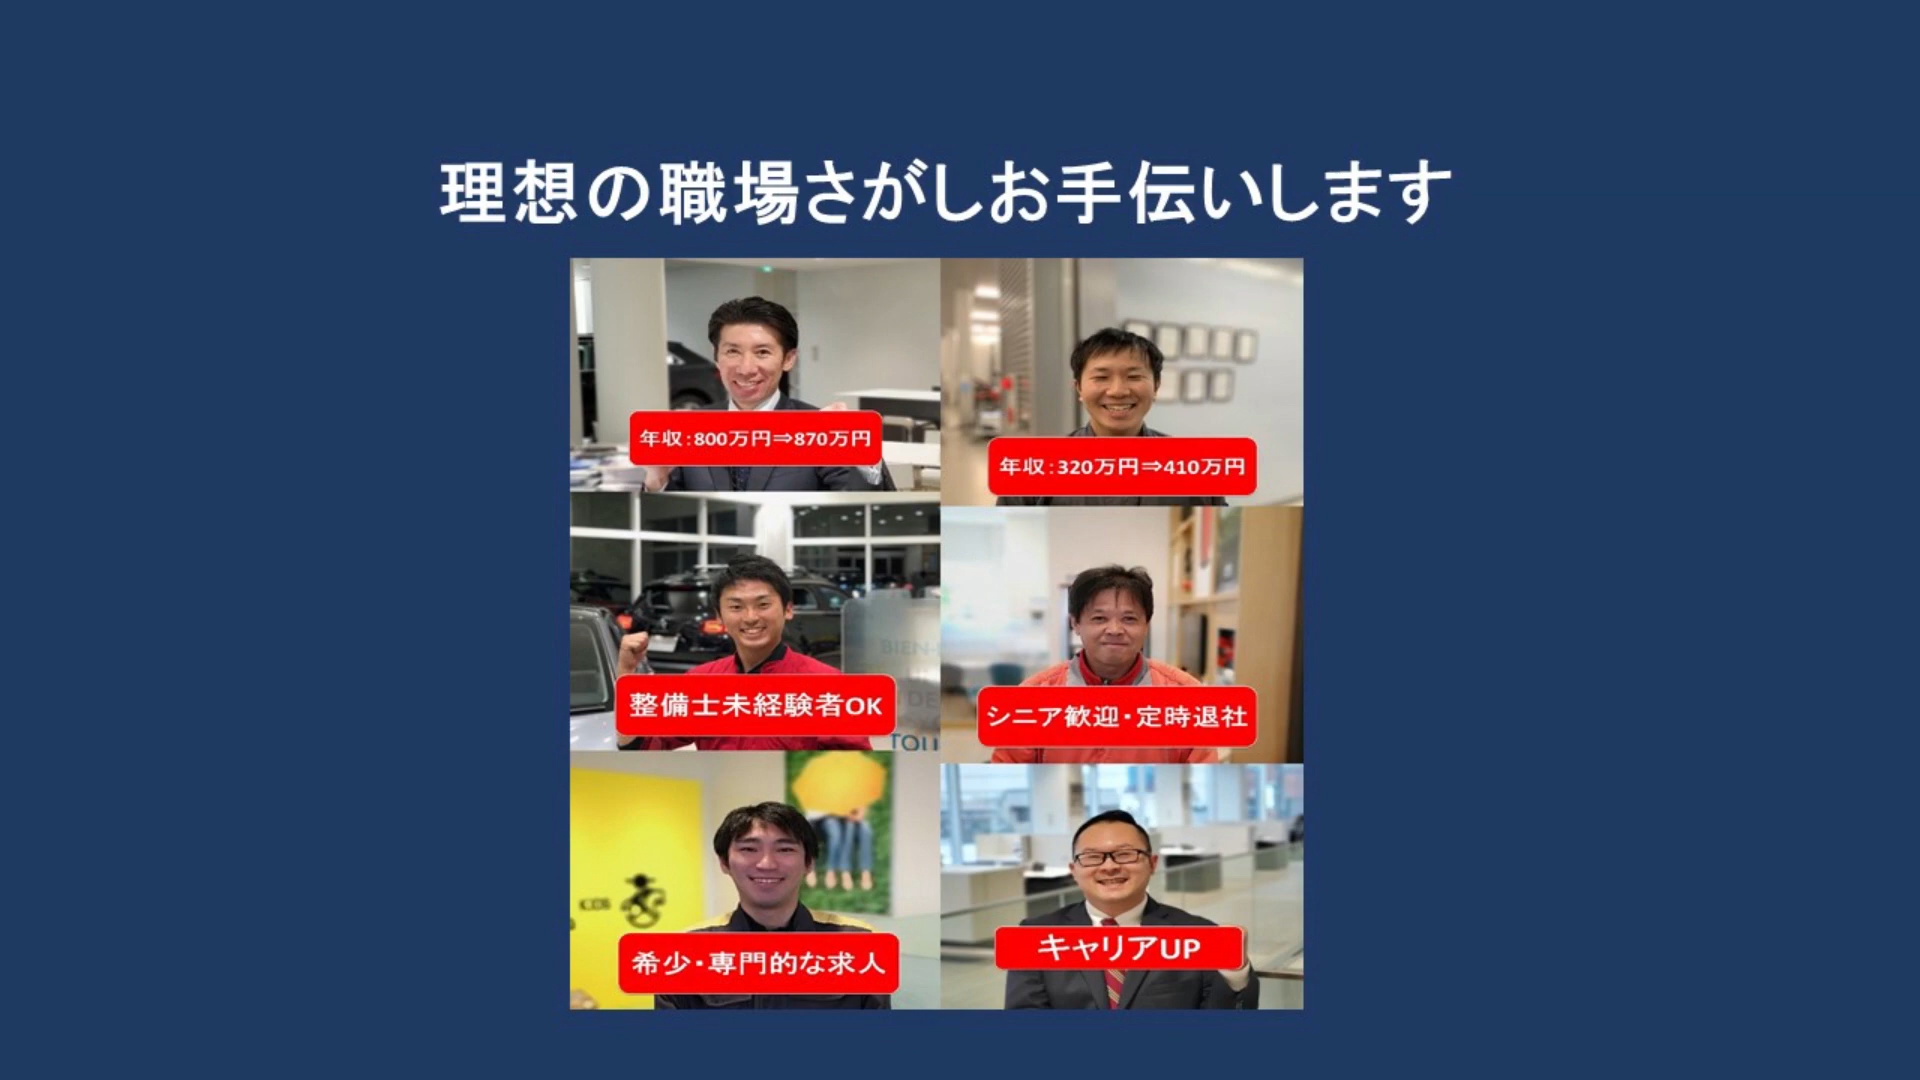 理想の職場さがしお手伝いします
年収:800万円⇒870万円
年収:320万円⇒410万円
整備士未経験者OK
シニア歓迎・定時退社
希少・専門的な求人
キャリアUP